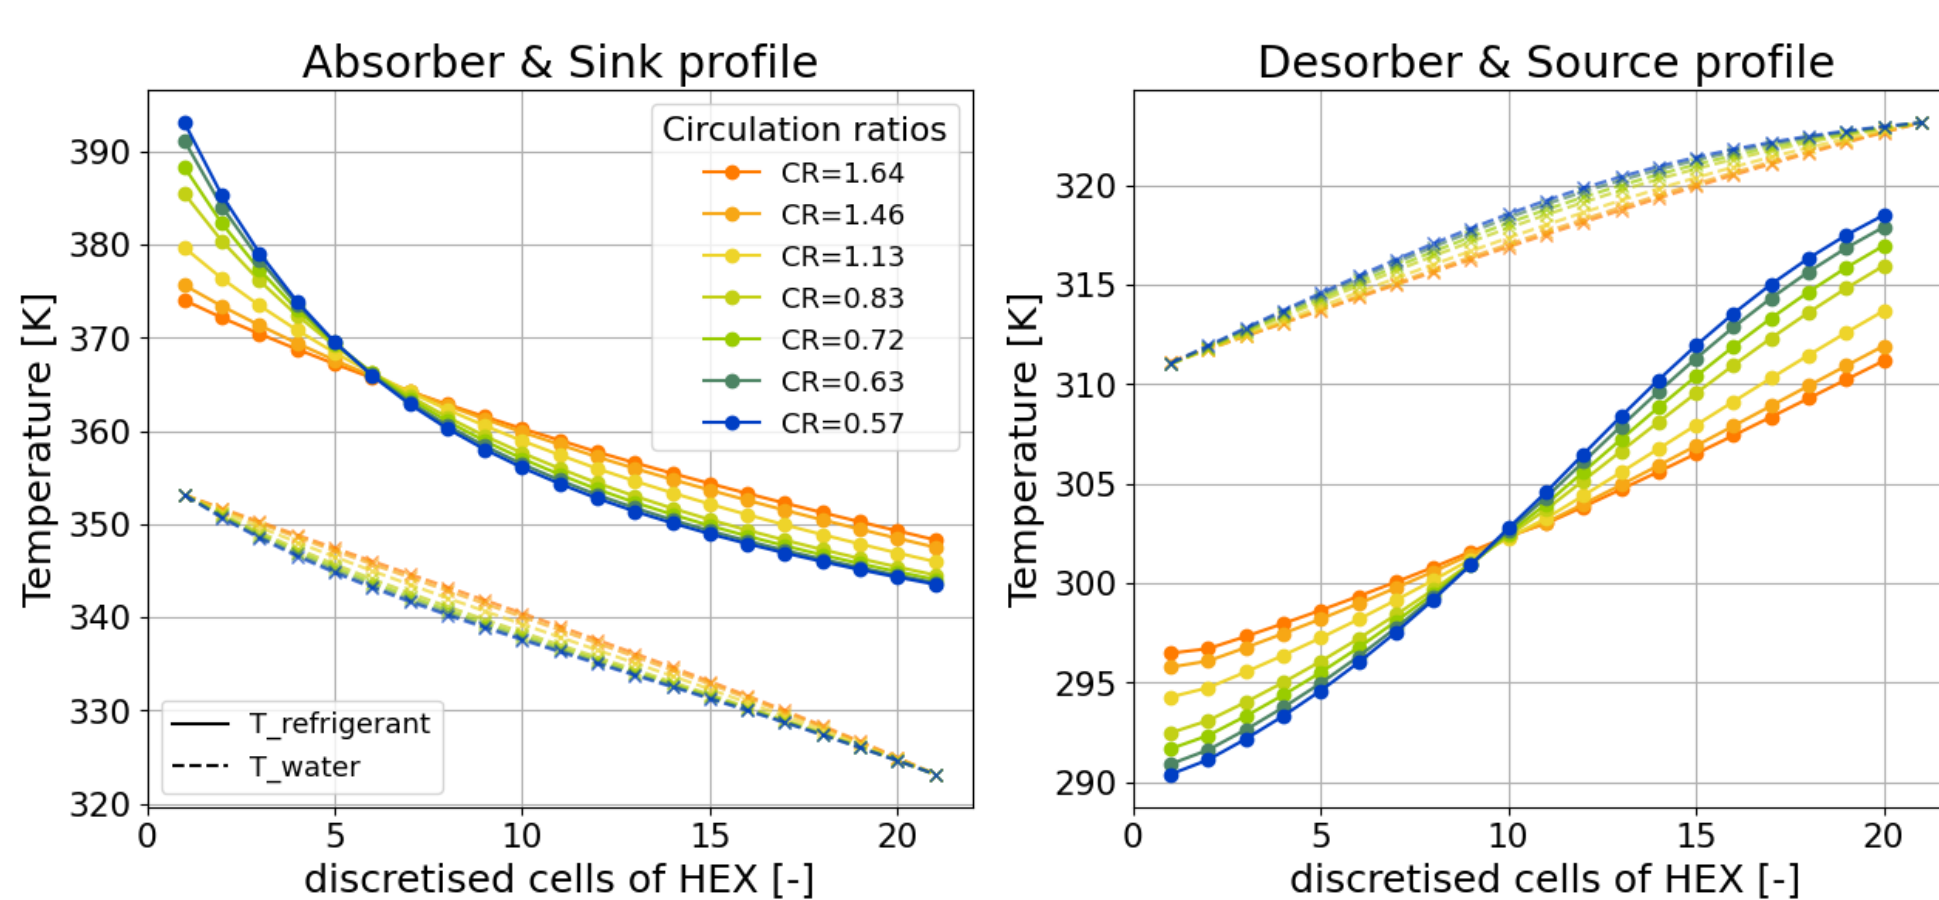 Absorber & Sink profile
Temperature [K]
390
380
370
360
350
340
330
320
0 5 10 15 20
discretised cells of HEX [-]
Circulation ratios
CR=1.64
CR=1.46
CR=1.13
CR=0.83
CR=0.72
CR=0.63
CR=0.57
T_refrigerant
T_water
Desorber & Source profile
Temperature [K]
320
315
310
305
300
295
290
0 5 10 15 20
discretised cells of HEX [-]